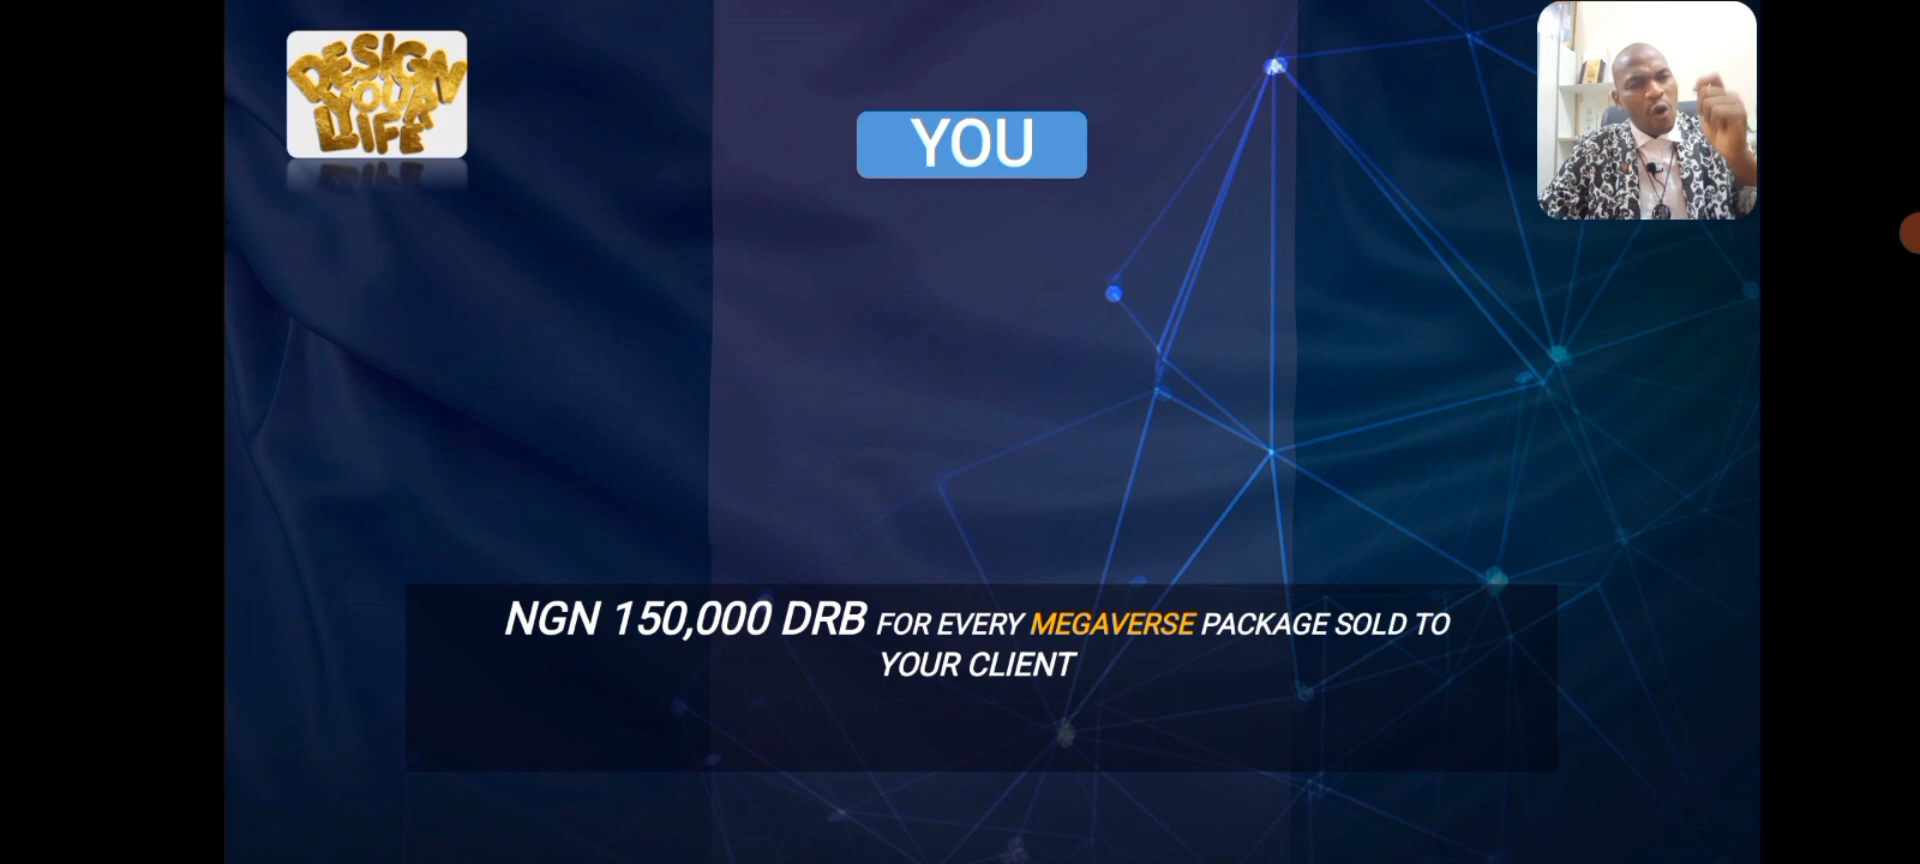 DESIGN
YOUR
LIFE
YOU
NGN 150,000 DRB FOR EVERY MEGAVERSE PACKAGE SOLD TO
YOUR CLIENT